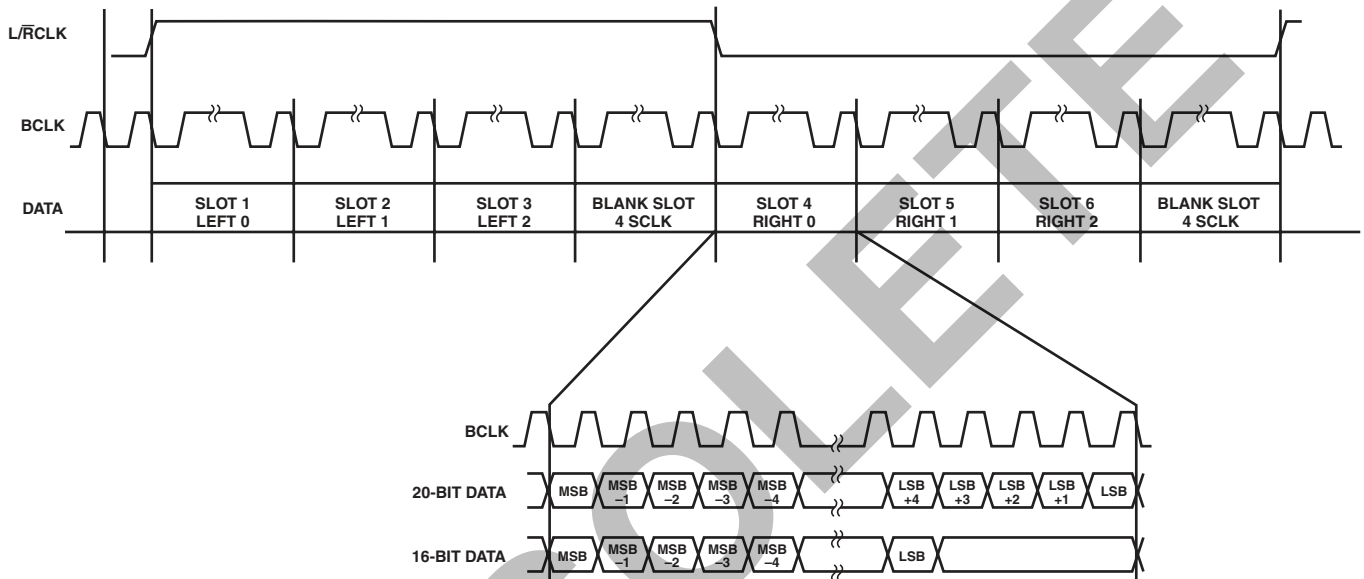 L/R̅CLK
BCLK
DATA
SLOT 1
LEFT 0
SLOT 2
LEFT 1
SLOT 3
LEFT 2
BLANK SLOT
4 SCLK
SLOT 4
RIGHT 0
SLOT 5
RIGHT 1
SLOT 6
RIGHT 2
BLANK SLOT
4 SCLK
BCLK
20-BIT DATA
MSB
MSB
–1
MSB
–2
MSB
–3
MSB
–4
LSB
+4
LSB
+3
LSB
+2
LSB
+1
LSB
16-BIT DATA
MSB
MSB
–1
MSB
–2
MSB
–3
MSB
–4
LSB
OLETE